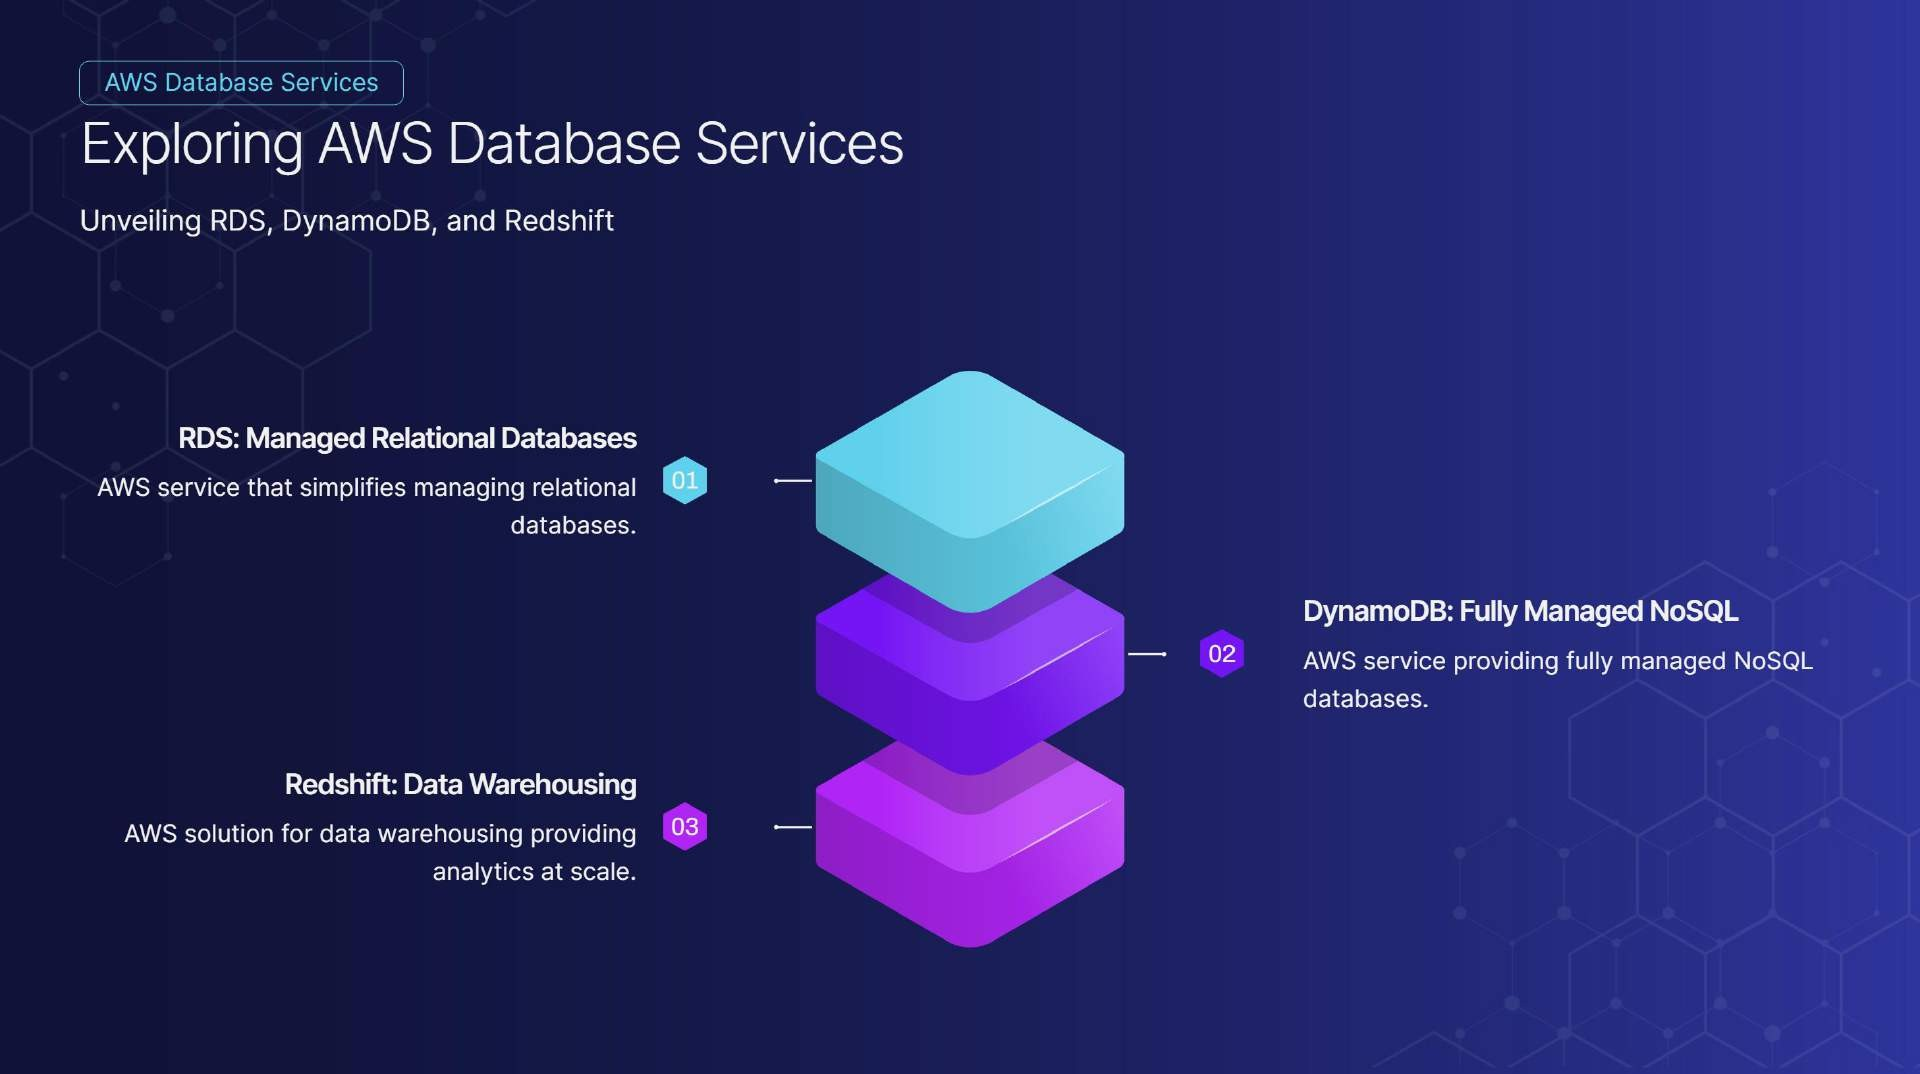 AWS Database Services
Exploring AWS Database Services
Unveiling RDS, DynamoDB, and Redshift
RDS: Managed Relational Databases
AWS service that simplifies managing relational
databases.
01
DynamoDB: Fully Managed NoSQL
AWS service providing fully managed NoSQL
databases.
02
Redshift: Data Warehousing
AWS solution for data warehousing providing
analytics at scale.
03